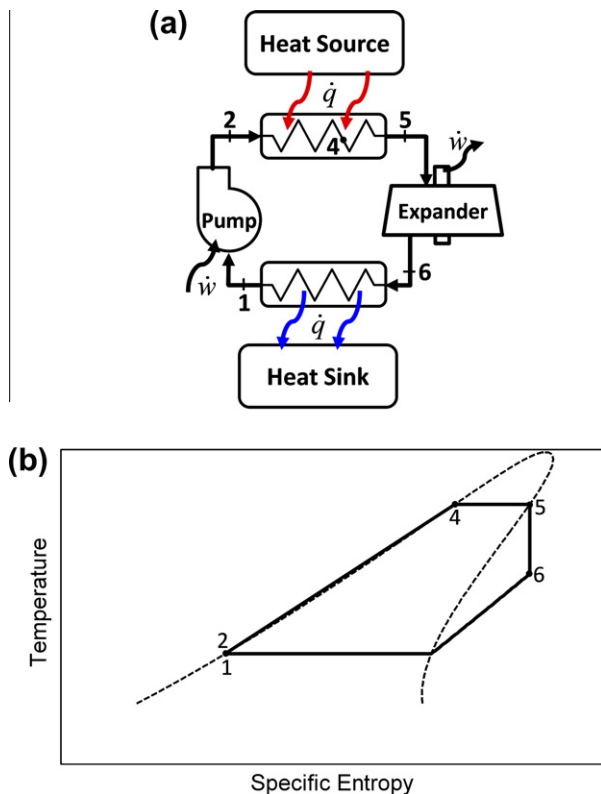 (a)
Heat Source
q̇
2
5
4
ẇ
Pump
Expander
ẇ
1
6
q̇
Heat Sink
(b)
Temperature
4
5
6
2
1
Specific Entropy